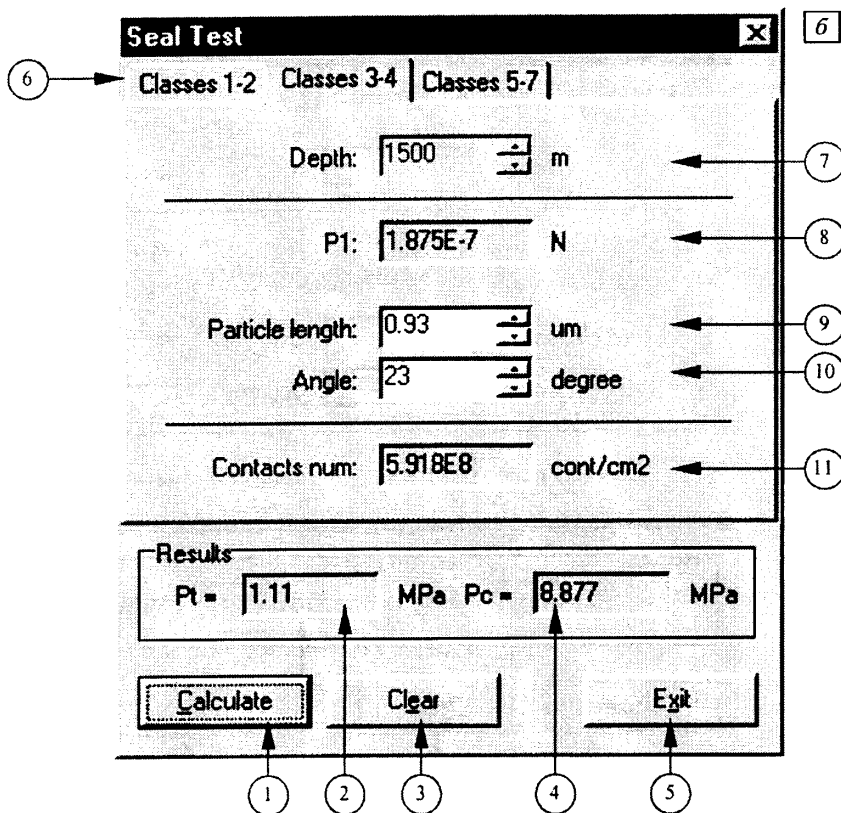 Seal Test
б
6
Classes 1-2 Classes 3-4 Classes 5-7
Depth: 1500 m
7
P1: 1.875E-7 N
8
Particle length: 0.93 um
9
Angle: 23 degree
10
Contacts num: 5.918E8 cont/cm2
11
Results
Pt = 1.11 MPa Pc = 8.877 MPa
Calculate Clear Exit
1 2 3 4 5